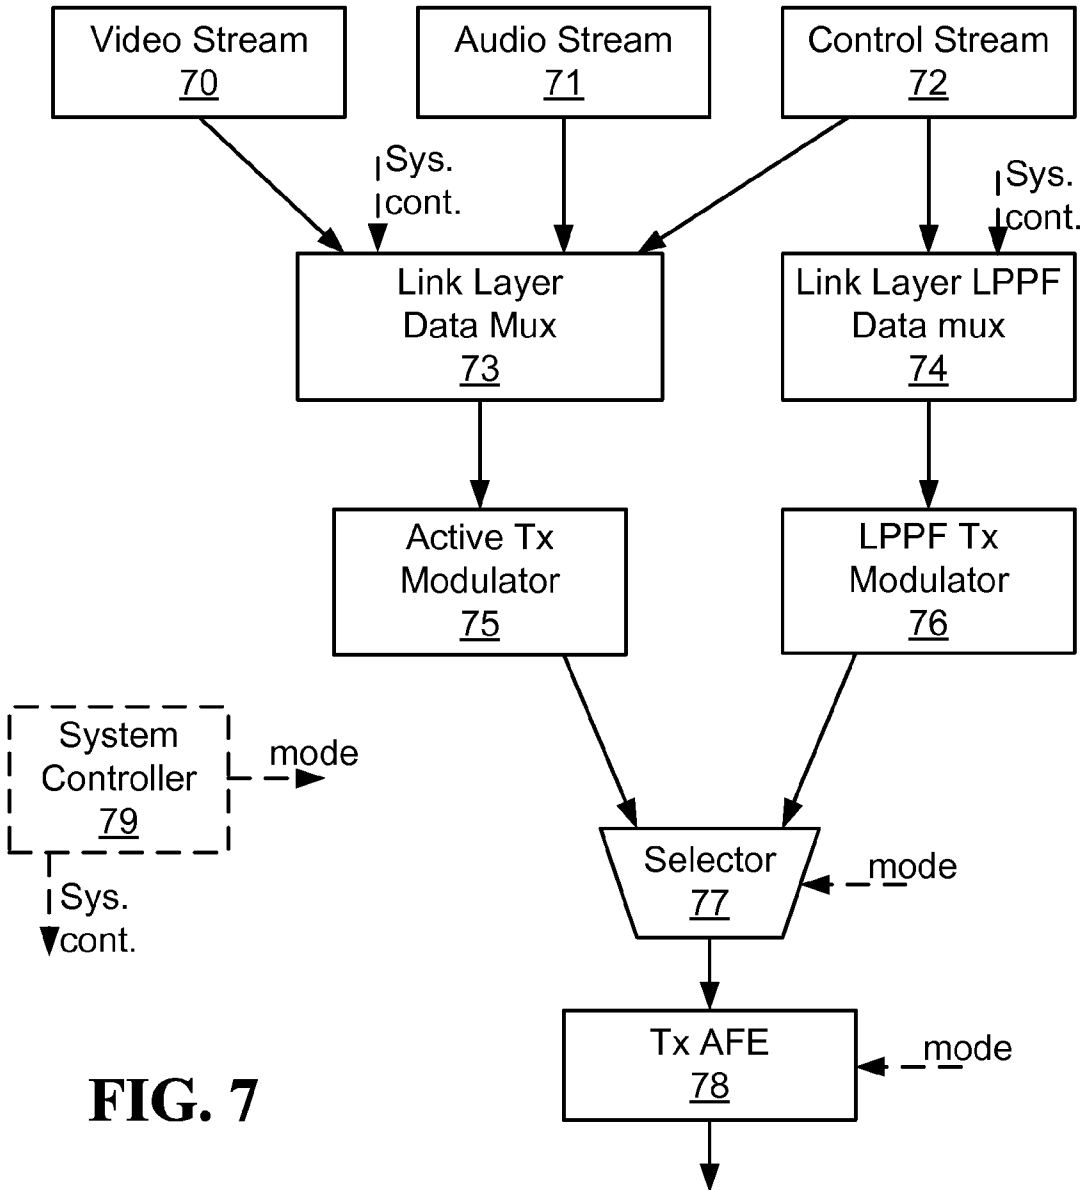 Video Stream
70
Audio Stream
71
Control Stream
72
Sys.
cont.
Sys.
cont.
Link Layer
Data Mux
73
Link Layer LPPF
Data mux
74
Active Tx
Modulator
75
LPPF Tx
Modulator
76
System
Controller
79
mode
Sys.
cont.
Selector
77
mode
Tx AFE
78
mode
FIG. 7